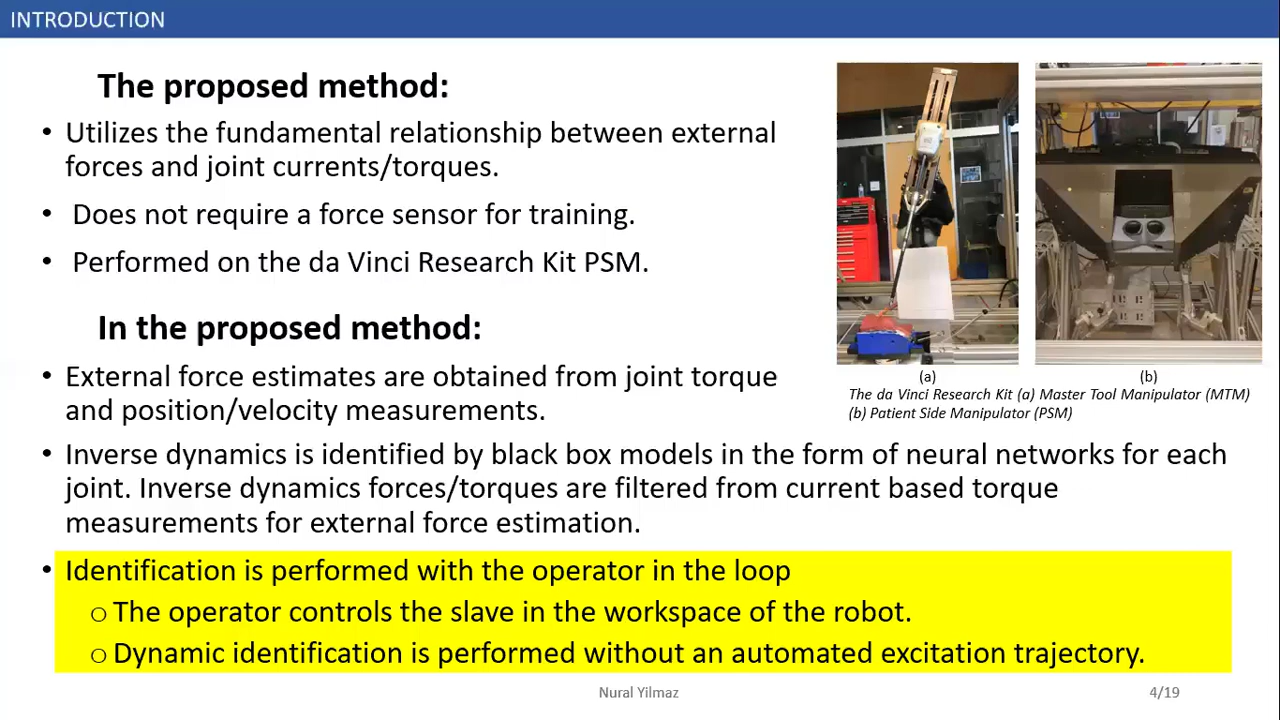 INTRODUCTION
The proposed method:
• Utilizes the fundamental relationship between external
forces and joint currents/torques.
• Does not require a force sensor for training.
• Performed on the da Vinci Research Kit PSM.
In the proposed method:
• External force estimates are obtained from joint torque
and position/velocity measurements.
(a)
(b)
The da Vinci Research Kit (a) Master Tool Manipulator (MTM)
(b) Patient Side Manipulator (PSM)
• Inverse dynamics is identified by black box models in the form of neural networks for each
joint. Inverse dynamics forces/torques are filtered from current based torque
measurements for external force estimation.
• Identification is performed with the operator in the loop
○ The operator controls the slave in the workspace of the robot.
○ Dynamic identification is performed without an automated excitation trajectory.
Nural Yilmaz
4/19